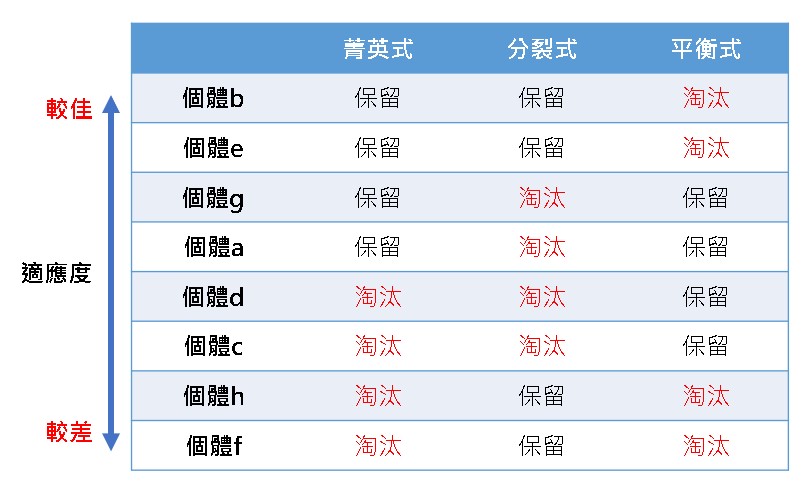 菁英式 分裂式 平衡式
較佳 個體b 保留 保留 淘汰
個體e 保留 保留 淘汰
個體g 保留 淘汰 保留
個體a 保留 淘汰 保留
適應度
個體d 淘汰 淘汰 保留
個體c 淘汰 淘汰 保留
個體h 淘汰 保留 淘汰
較差 個體f 淘汰 保留 淘汰